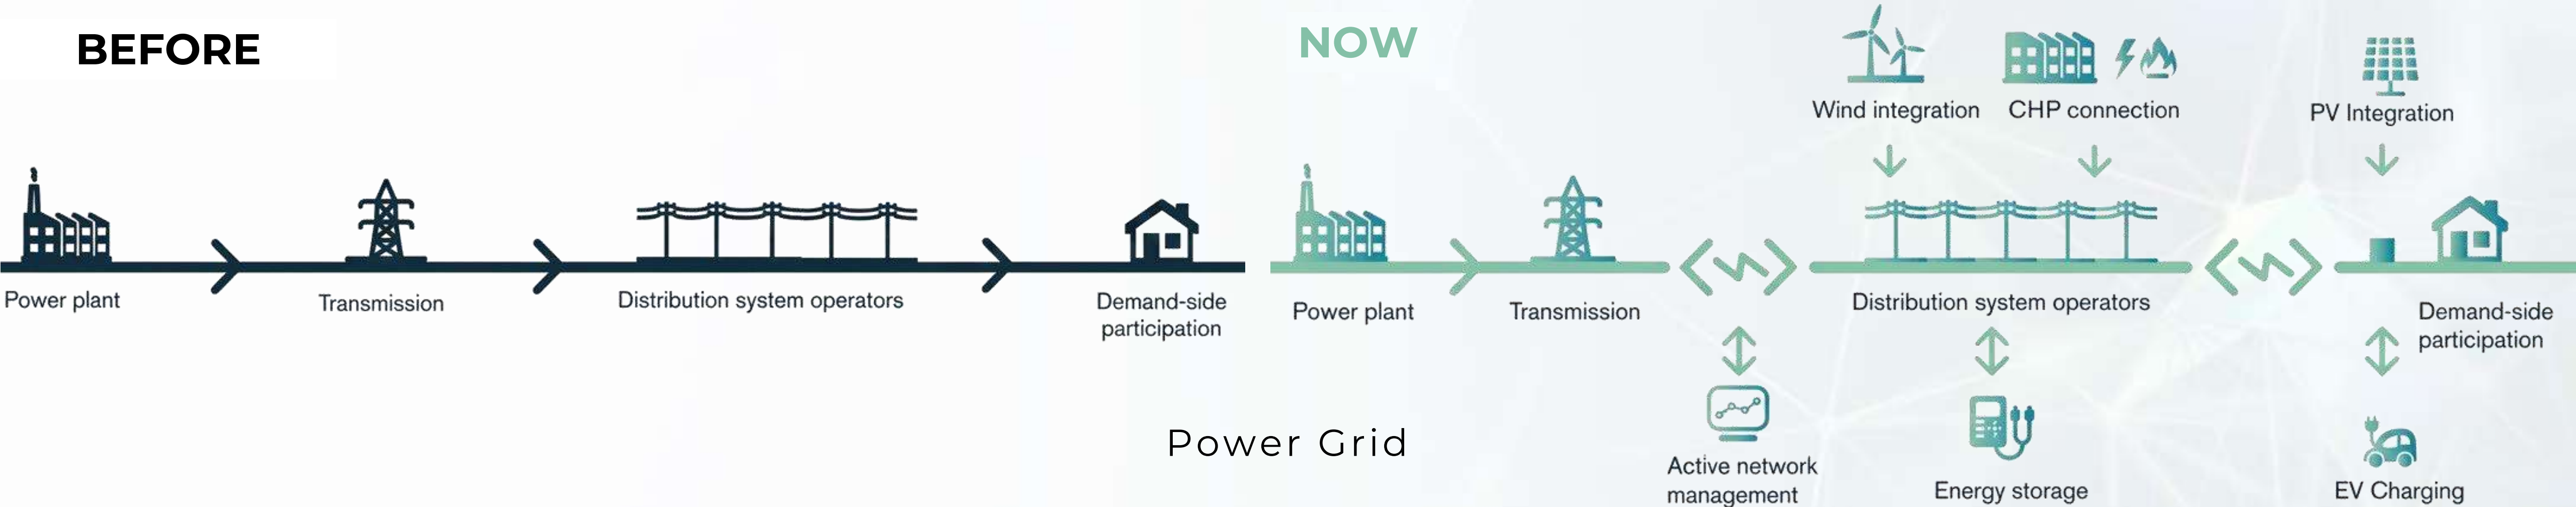 BEFORE
Power plant
Transmission
Distribution system operators
Demand-side
participation
NOW
Wind integration
CHP connection
PV Integration
Power plant
Transmission
Distribution system operators
Demand-side
participation
Active network
management
Energy storage
EV Charging
Power Grid